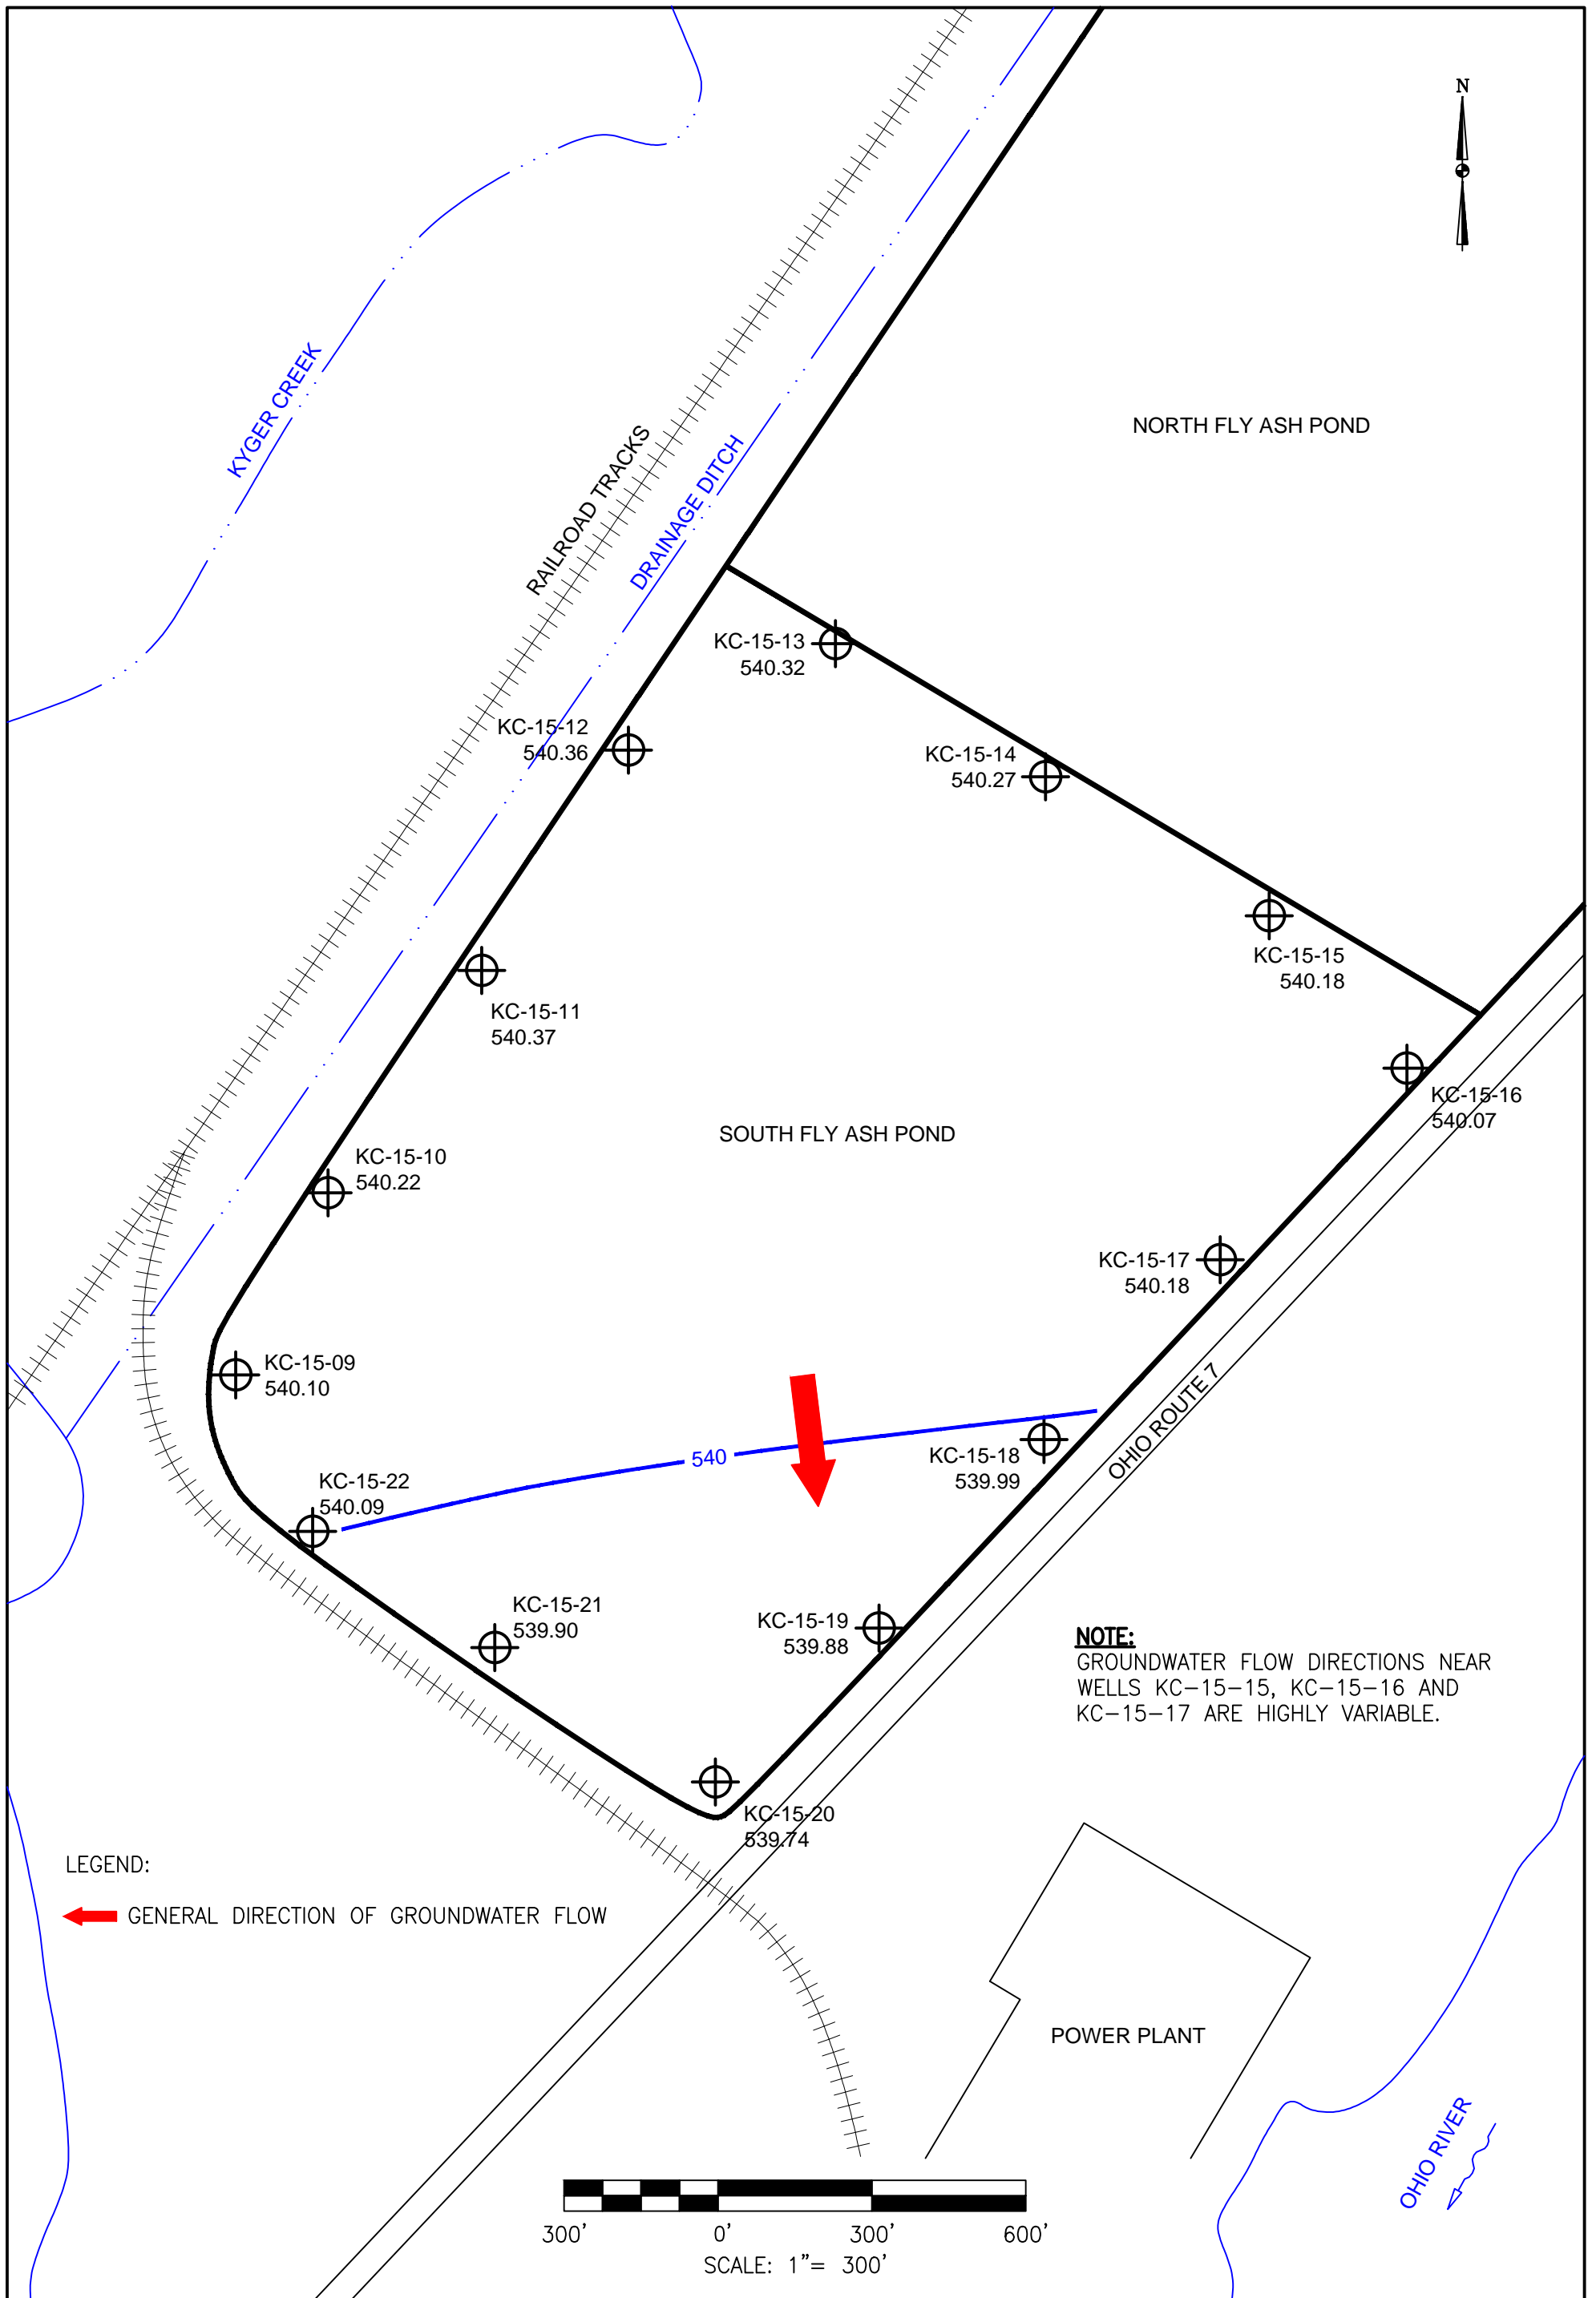 N
KYGER CREEK
RAILROAD TRACKS
DRAINAGE DITCH
NORTH FLY ASH POND
KC-15-13
540.32
KC-15-12
540.36
KC-15-14
540.27
KC-15-15
540.18
KC-15-11
540.37
KC-15-16
540.07
SOUTH FLY ASH POND
KC-15-10
540.22
KC-15-17
540.18
KC-15-09
540.10
OHIO ROUTE 7
540
KC-15-18
539.99
KC-15-22
540.09
KC-15-21
539.90
KC-15-19
539.88
NOTE:
GROUNDWATER FLOW DIRECTIONS NEAR
WELLS KC-15-15, KC-15-16 AND
KC-15-17 ARE HIGHLY VARIABLE.
KC-15-20
539.74
LEGEND:
GENERAL DIRECTION OF GROUNDWATER FLOW
POWER PLANT
OHIO RIVER
300' 0' 300' 600'
SCALE: 1"= 300'